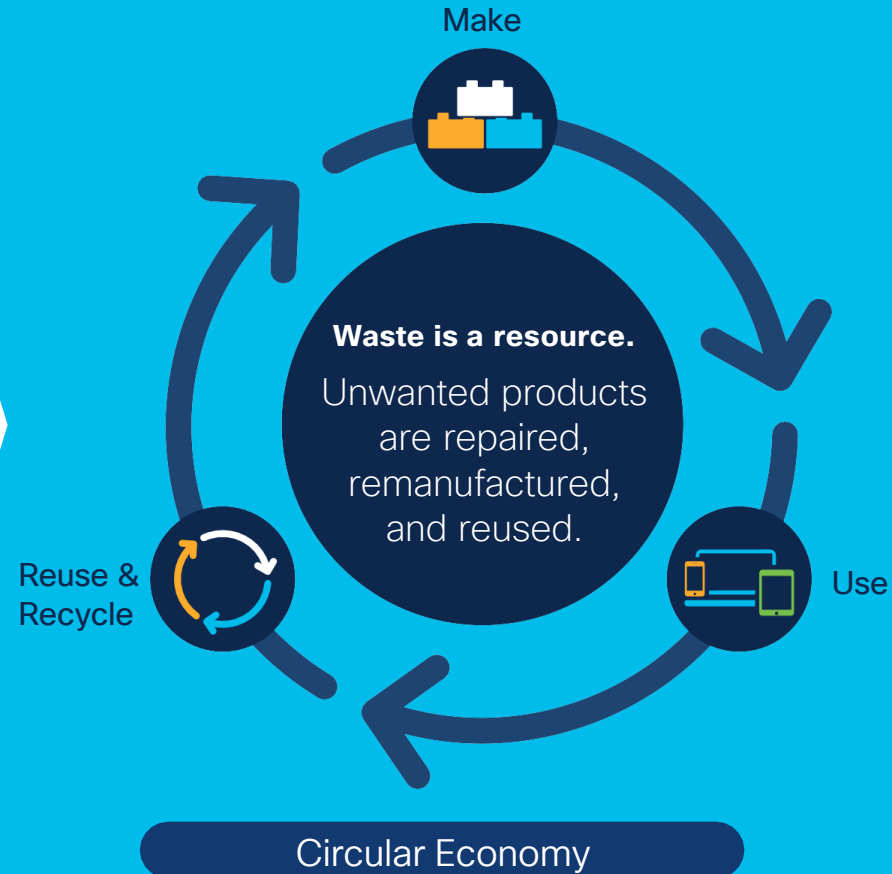 Make
Waste is a resource.
Unwanted products
are repaired,
remanufactured,
and reused.
Reuse &
Recycle
Use
Circular Economy